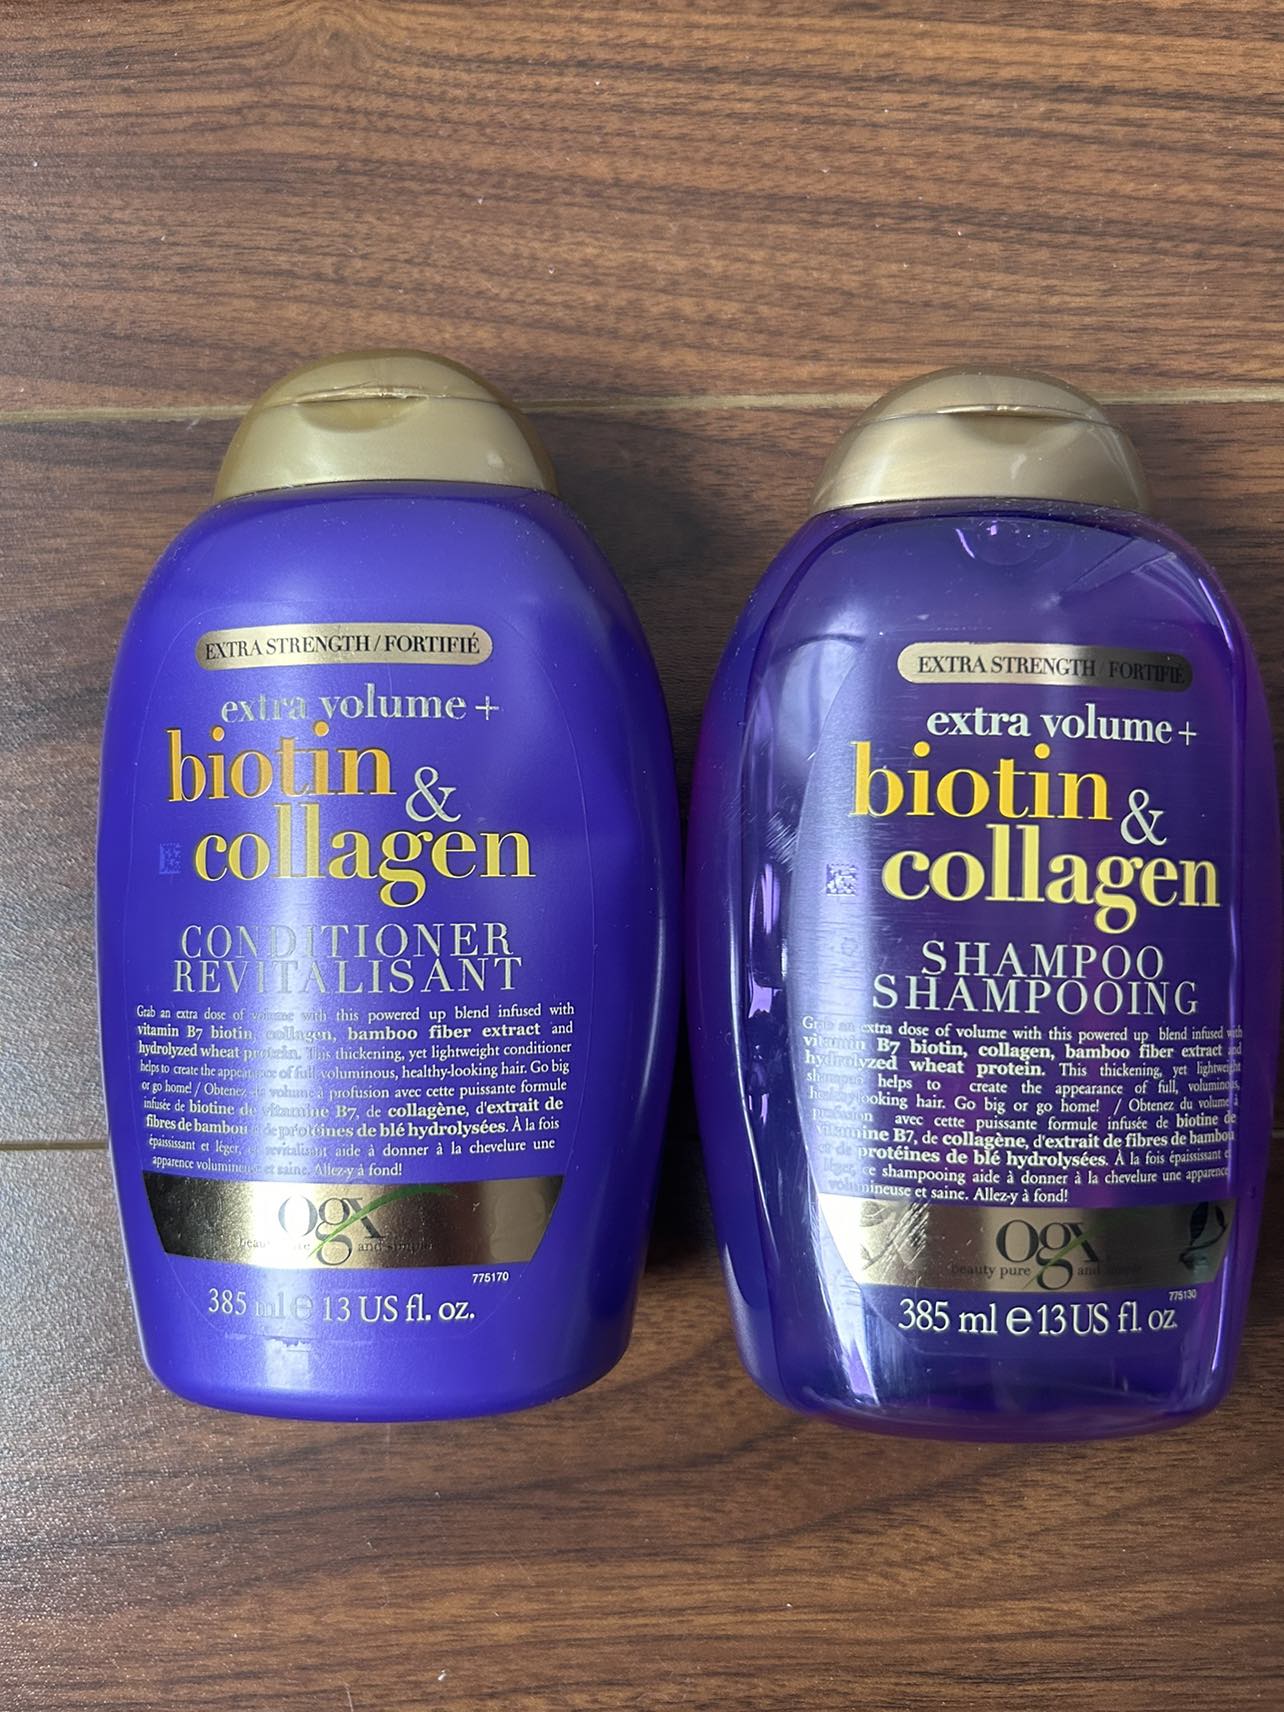 EXTRA STRENGTH / FORTIFIÉ
extra volume +
biotin &
collagen
CONDITIONER
REVITALISANT
Grab an extra dose of volume with this powered up blend infused with
vitamin B7 biotin, collagen, bamboo fiber extract and
hydrolyzed wheat protein. This thickening, yet lightweight conditioner
helps to create the appearance of full, voluminous, healthy-looking hair. Go big
or go home! / Obtenez du volume à profusion avec cette puissante formule
infusée de biotine de vitamine B7, de collagène, d'extrait de
fibres de bambou et de protéines de blé hydrolysées. À la fois
épaississant et léger, ce revitalisant aide à donner à la chevelure une
apparence volumineuse et saine. Allez-y à fond!
ogx
beauty pure and simple
775170
385 ml e 13 US fl. oz.
EXTRA STRENGTH / FORTIFIÉ
extra volume +
biotin &
collagen
SHAMPOO
SHAMPOOING
Grab an extra dose of volume with this powered up blend infused with
vitamin B7 biotin, collagen, bamboo fiber extract and
hydrolyzed wheat protein. This thickening, yet lightweight
shampoo helps to create the appearance of full, voluminous,
healthy-looking hair. Go big or go home! / Obtenez du volume à
profusion avec cette puissante formule infusée de biotine de
vitamine B7, de collagène, d'extrait de fibres de bambou
et de protéines de blé hydrolysées. À la fois épaississant et
léger, ce shampooing aide à donner à la chevelure une apparence
volumineuse et saine. Allez-y à fond!
ogx
beauty pure and simple
775130
385 ml e 13 US fl. oz.